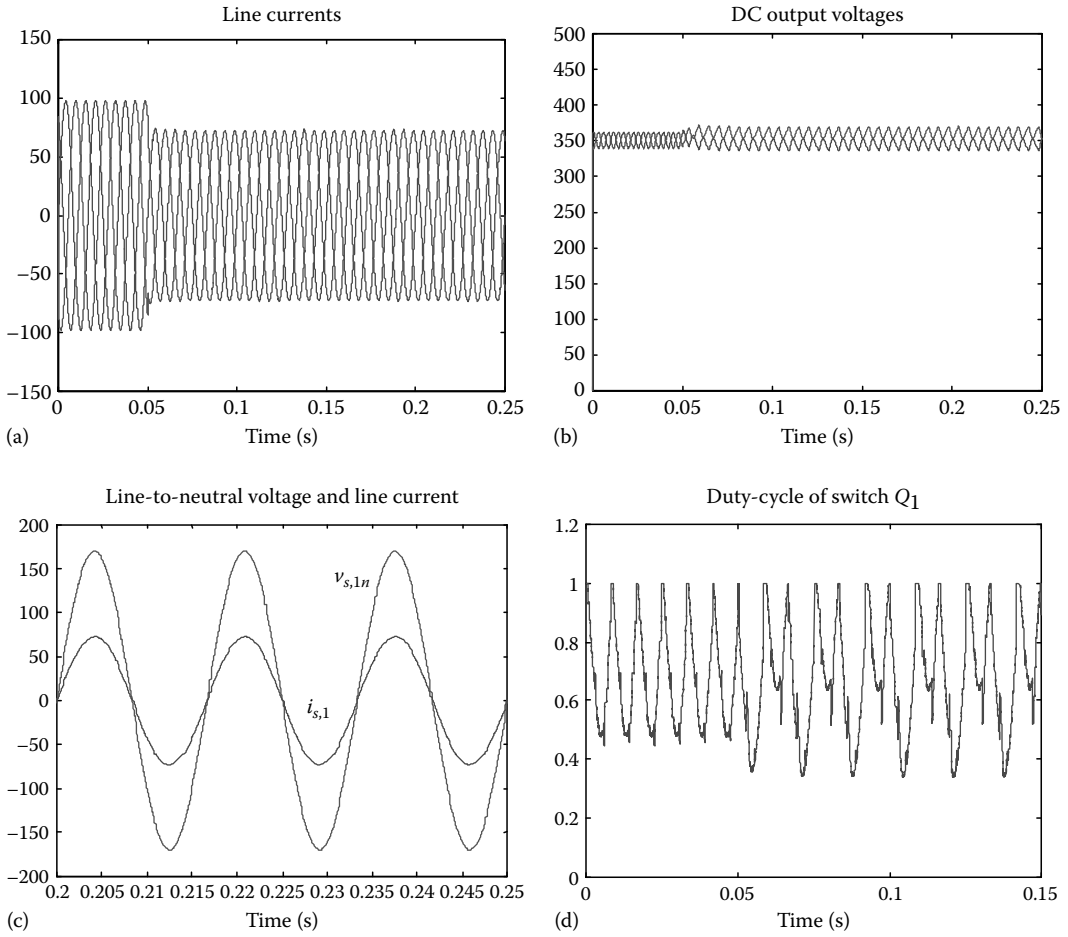 Line currents
150
100
50
0
−50
−100
−150
0 0.05 0.1 0.15 0.2 0.25
Time (s)
(a)
DC output voltages
500
450
400
350
300
250
200
150
100
50
0
0 0.05 0.1 0.15 0.2 0.25
Time (s)
(b)
Line-to-neutral voltage and line current
200
150
100
50
0
−50
−100
−150
−200
v_{s,1n}
i_{s,1}
0.2 0.205 0.21 0.215 0.22 0.225 0.23 0.235 0.24 0.245 0.25
Time (s)
(c)
Duty-cycle of switch Q_1
1.2
1
0.8
0.6
0.4
0.2
0
0 0.05 0.1 0.15
Time (s)
(d)